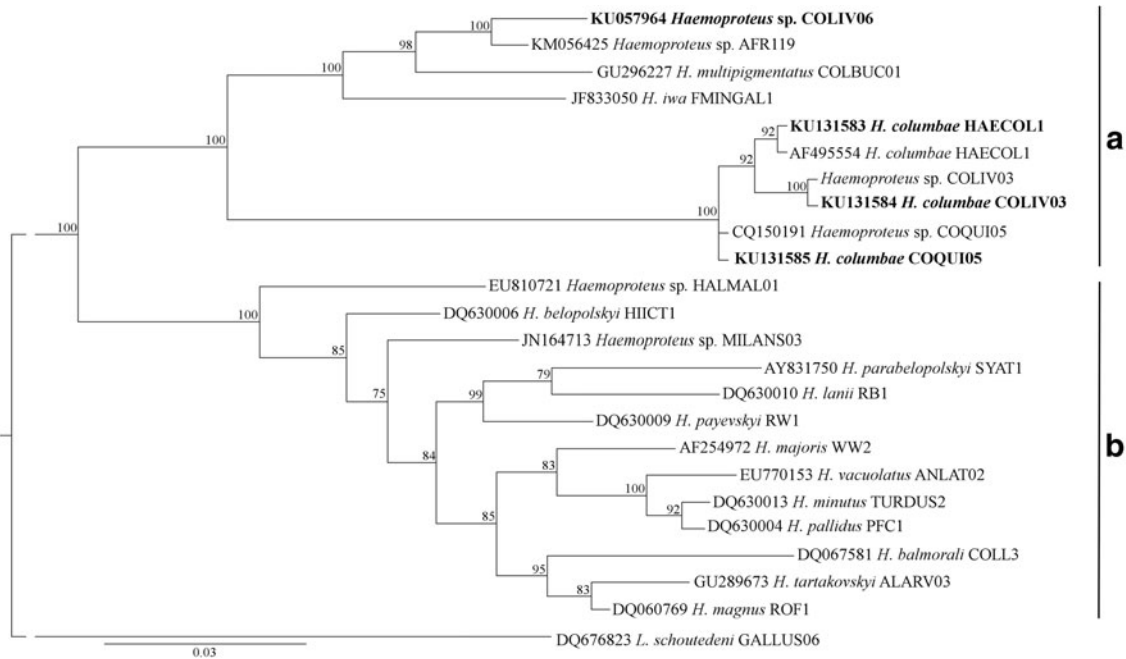 KU057964 Haemoproteus sp. COLIV06
100
KM056425 Haemoproteus sp. AFR119
98
GU296227 H. multipigmentatus COLBUC01
100
JF833050 H. iwa FMINGAL1
100
KU131583 H. columbae HAECOL1
92
AF495554 H. columbae HAECOL1
92
Haemoproteus sp. COLIV03
100
KU131584 H. columbae COLIV03
100
CQ150191 Haemoproteus sp. COQUI05
KU131585 H. columbae COQUI05
a
100
EU810721 Haemoproteus sp. HALMAL01
100
DQ630006 H. belopolskyi HIICT1
85
JN164713 Haemoproteus sp. MILANS03
75
AY831750 H. parabelopolskyi SYAT1
79
DQ630010 H. lanii RB1
99
DQ630009 H. payevskyi RW1
84
AF254972 H. majoris WW2
83
EU770153 H. vacuolatus ANLAT02
100
DQ630013 H. minutus TURDUS2
92
DQ630004 H. pallidus PFC1
85
DQ067581 H. balmorali COLL3
95
GU289673 H. tartakovskyi ALARV03
83
DQ060769 H. magnus ROF1
b
DQ676823 L. schoutedeni GALLUS06
0.03